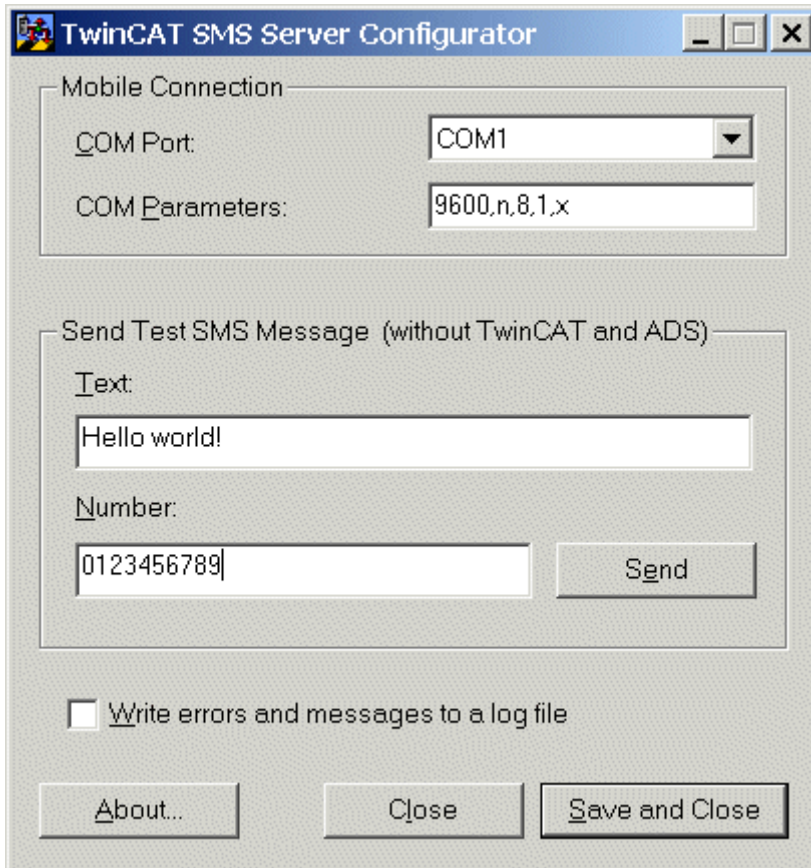 TwinCAT SMS Server Configurator
Mobile Connection
COM Port:
COM1
COM Parameters:
9600,n,8,1,x
Send Test SMS Message (without TwinCAT and ADS)
Text:
Hello world!
Number:
0123456789
Send
Write errors and messages to a log file
About...
Close
Save and Close